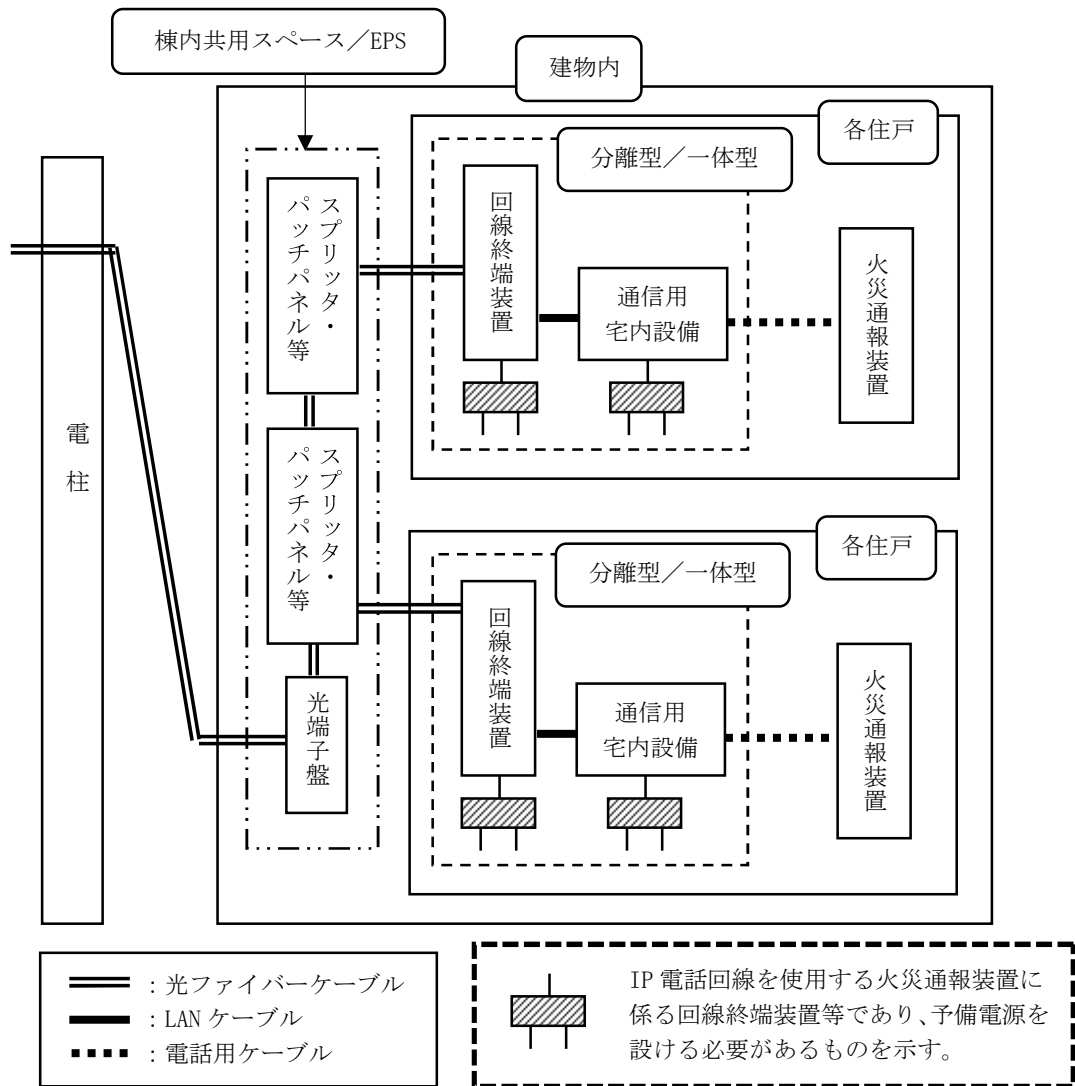 棟内共用スペース／EPS
建物内
各住戸
分離型／一体型
スプリッタ・
パッチパネル等
回線終端装置
通信用
宅内設備
火災通報装置
電柱
スプリッタ・
パッチパネル等
各住戸
分離型／一体型
回線終端装置
通信用
宅内設備
火災通報装置
光端子盤
：光ファイバーケーブル
：LAN ケーブル
：電話用ケーブル
IP 電話回線を使用する火災通報装置に
係る回線終端装置等であり、予備電源を
設ける必要があるものを示す。